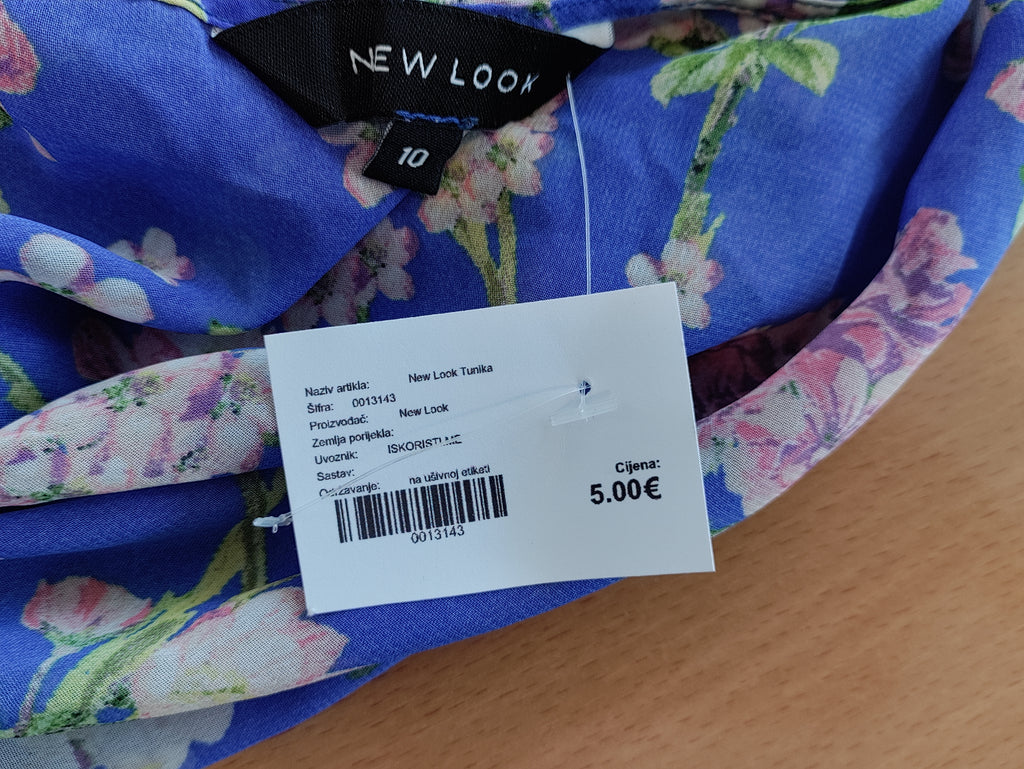 NEW LOOK
10
Naziv artikla: New Look Tunika
Šifra: 0013143
Proizvođač: New Look
Zemlja porijekla:
Uvoznik: ISKORISTI ME
Sastav:
Održavanje: na ušivnoj etiketi
0013143
Cijena:
5.00€